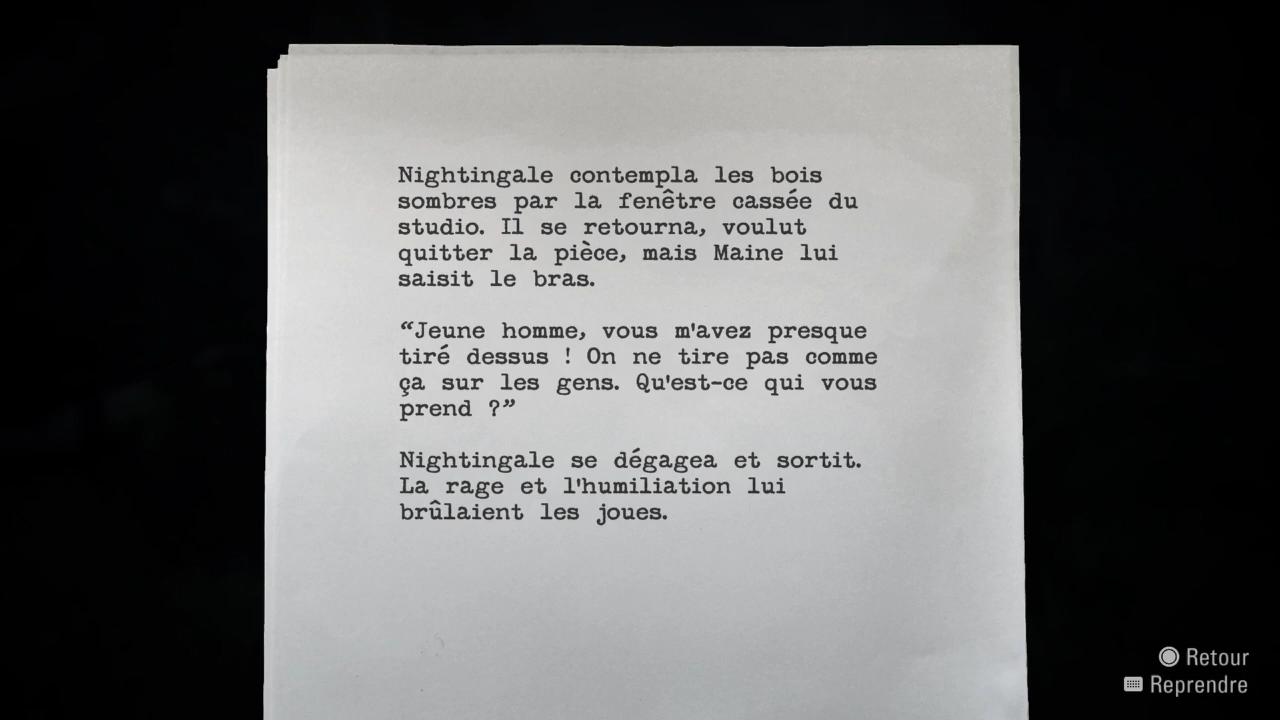 Nightingale contempla les bois
sombres par la fenêtre cassée du
studio. Il se retourna, voulut
quitter la pièce, mais Maine lui
saisit le bras.
“Jeune homme, vous m'avez presque
tiré dessus ! On ne tire pas comme
ça sur les gens. Qu'est-ce qui vous
prend ?”
Nightingale se dégagea et sortit.
La rage et l'humiliation lui
brûlaient les joues.
Retour
Reprendre